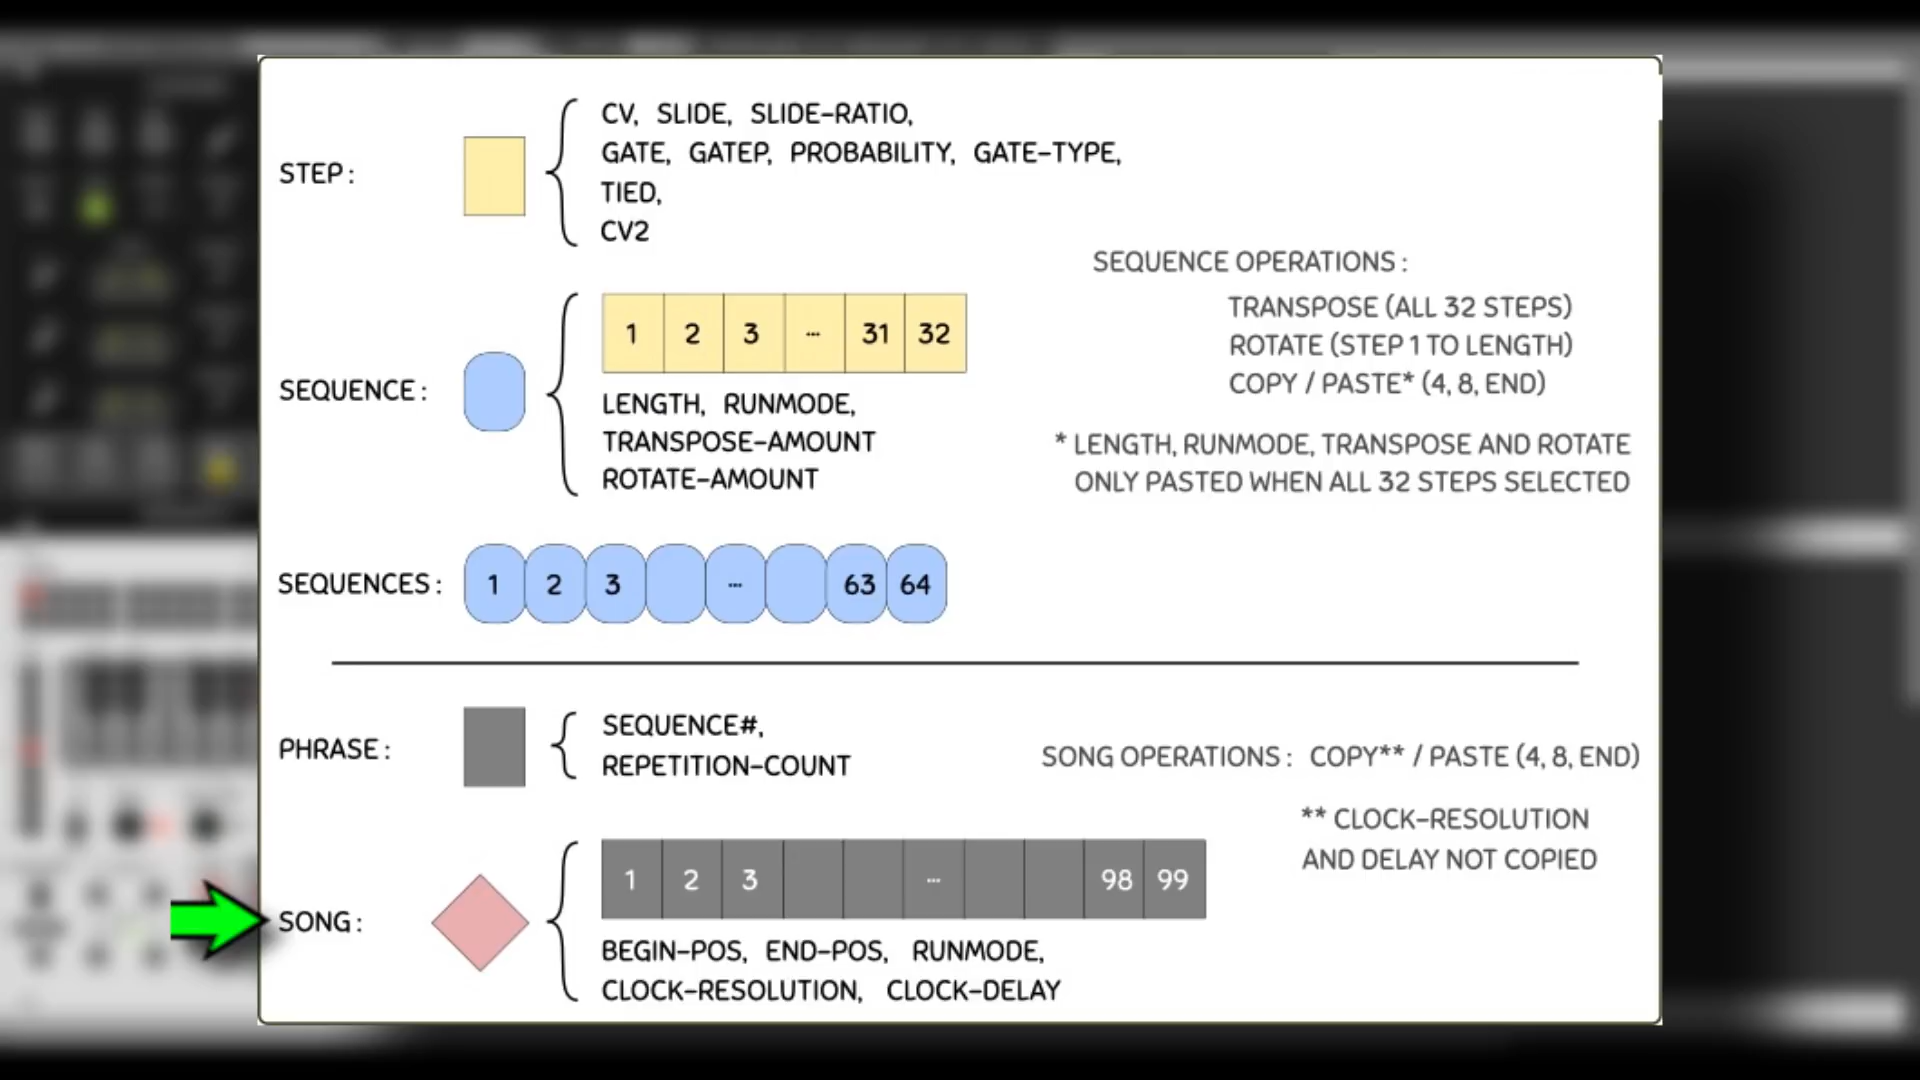 STEP:
CV, SLIDE, SLIDE-RATIO,
GATE, GATEP, PROBABILITY, GATE-TYPE,
TIED,
CV2
SEQUENCE OPERATIONS:
TRANSPOSE (ALL 32 STEPS)
ROTATE (STEP 1 TO LENGTH)
COPY / PASTE* (4, 8, END)
* LENGTH, RUNMODE, TRANSPOSE AND ROTATE
ONLY PASTED WHEN ALL 32 STEPS SELECTED
SEQUENCE:
1 2 3 ... 31 32
LENGTH, RUNMODE,
TRANSPOSE-AMOUNT
ROTATE-AMOUNT
SEQUENCES: 1 2 3 ... 63 64
PHRASE:
SEQUENCE#,
REPETITION-COUNT
SONG OPERATIONS: COPY** / PASTE (4, 8, END)
** CLOCK-RESOLUTION
AND DELAY NOT COPIED
SONG:
1 2 3 ... 98 99
BEGIN-POS, END-POS, RUNMODE,
CLOCK-RESOLUTION, CLOCK-DELAY